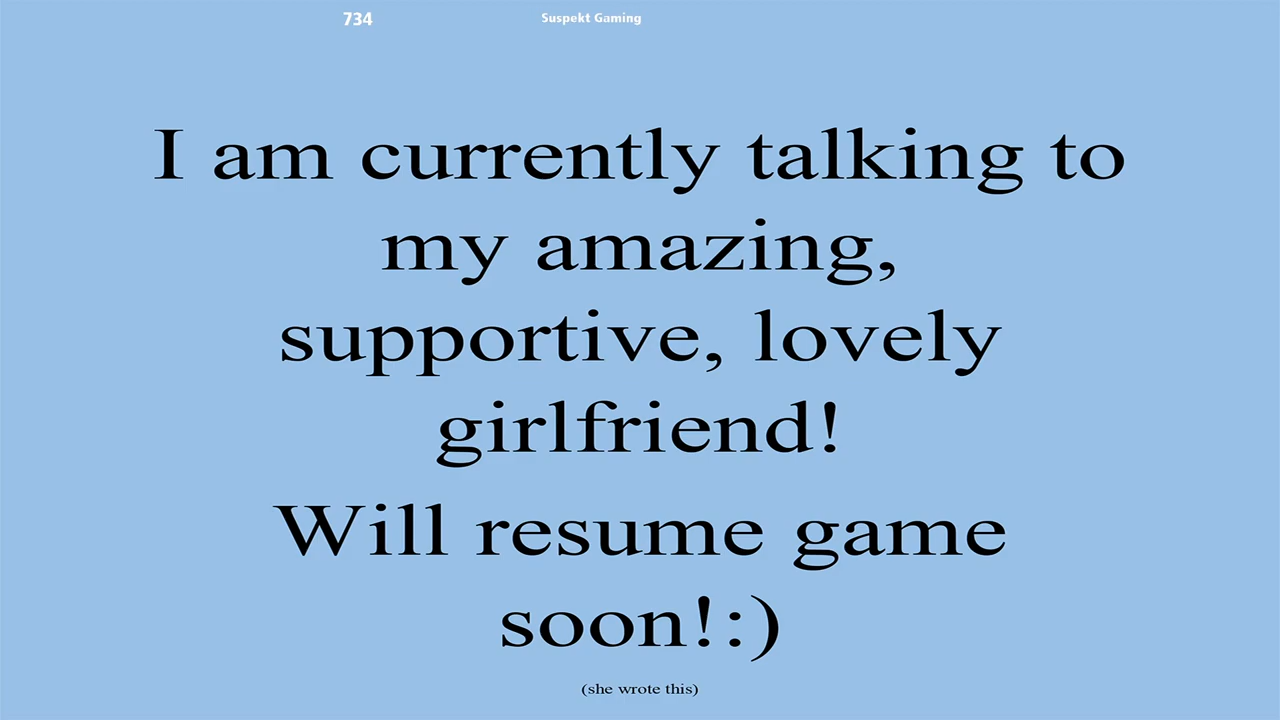 734 Suspekt Gaming
I am currently talking to
my amazing,
supportive, lovely
girlfriend!
Will resume game
soon!:)
(she wrote this)